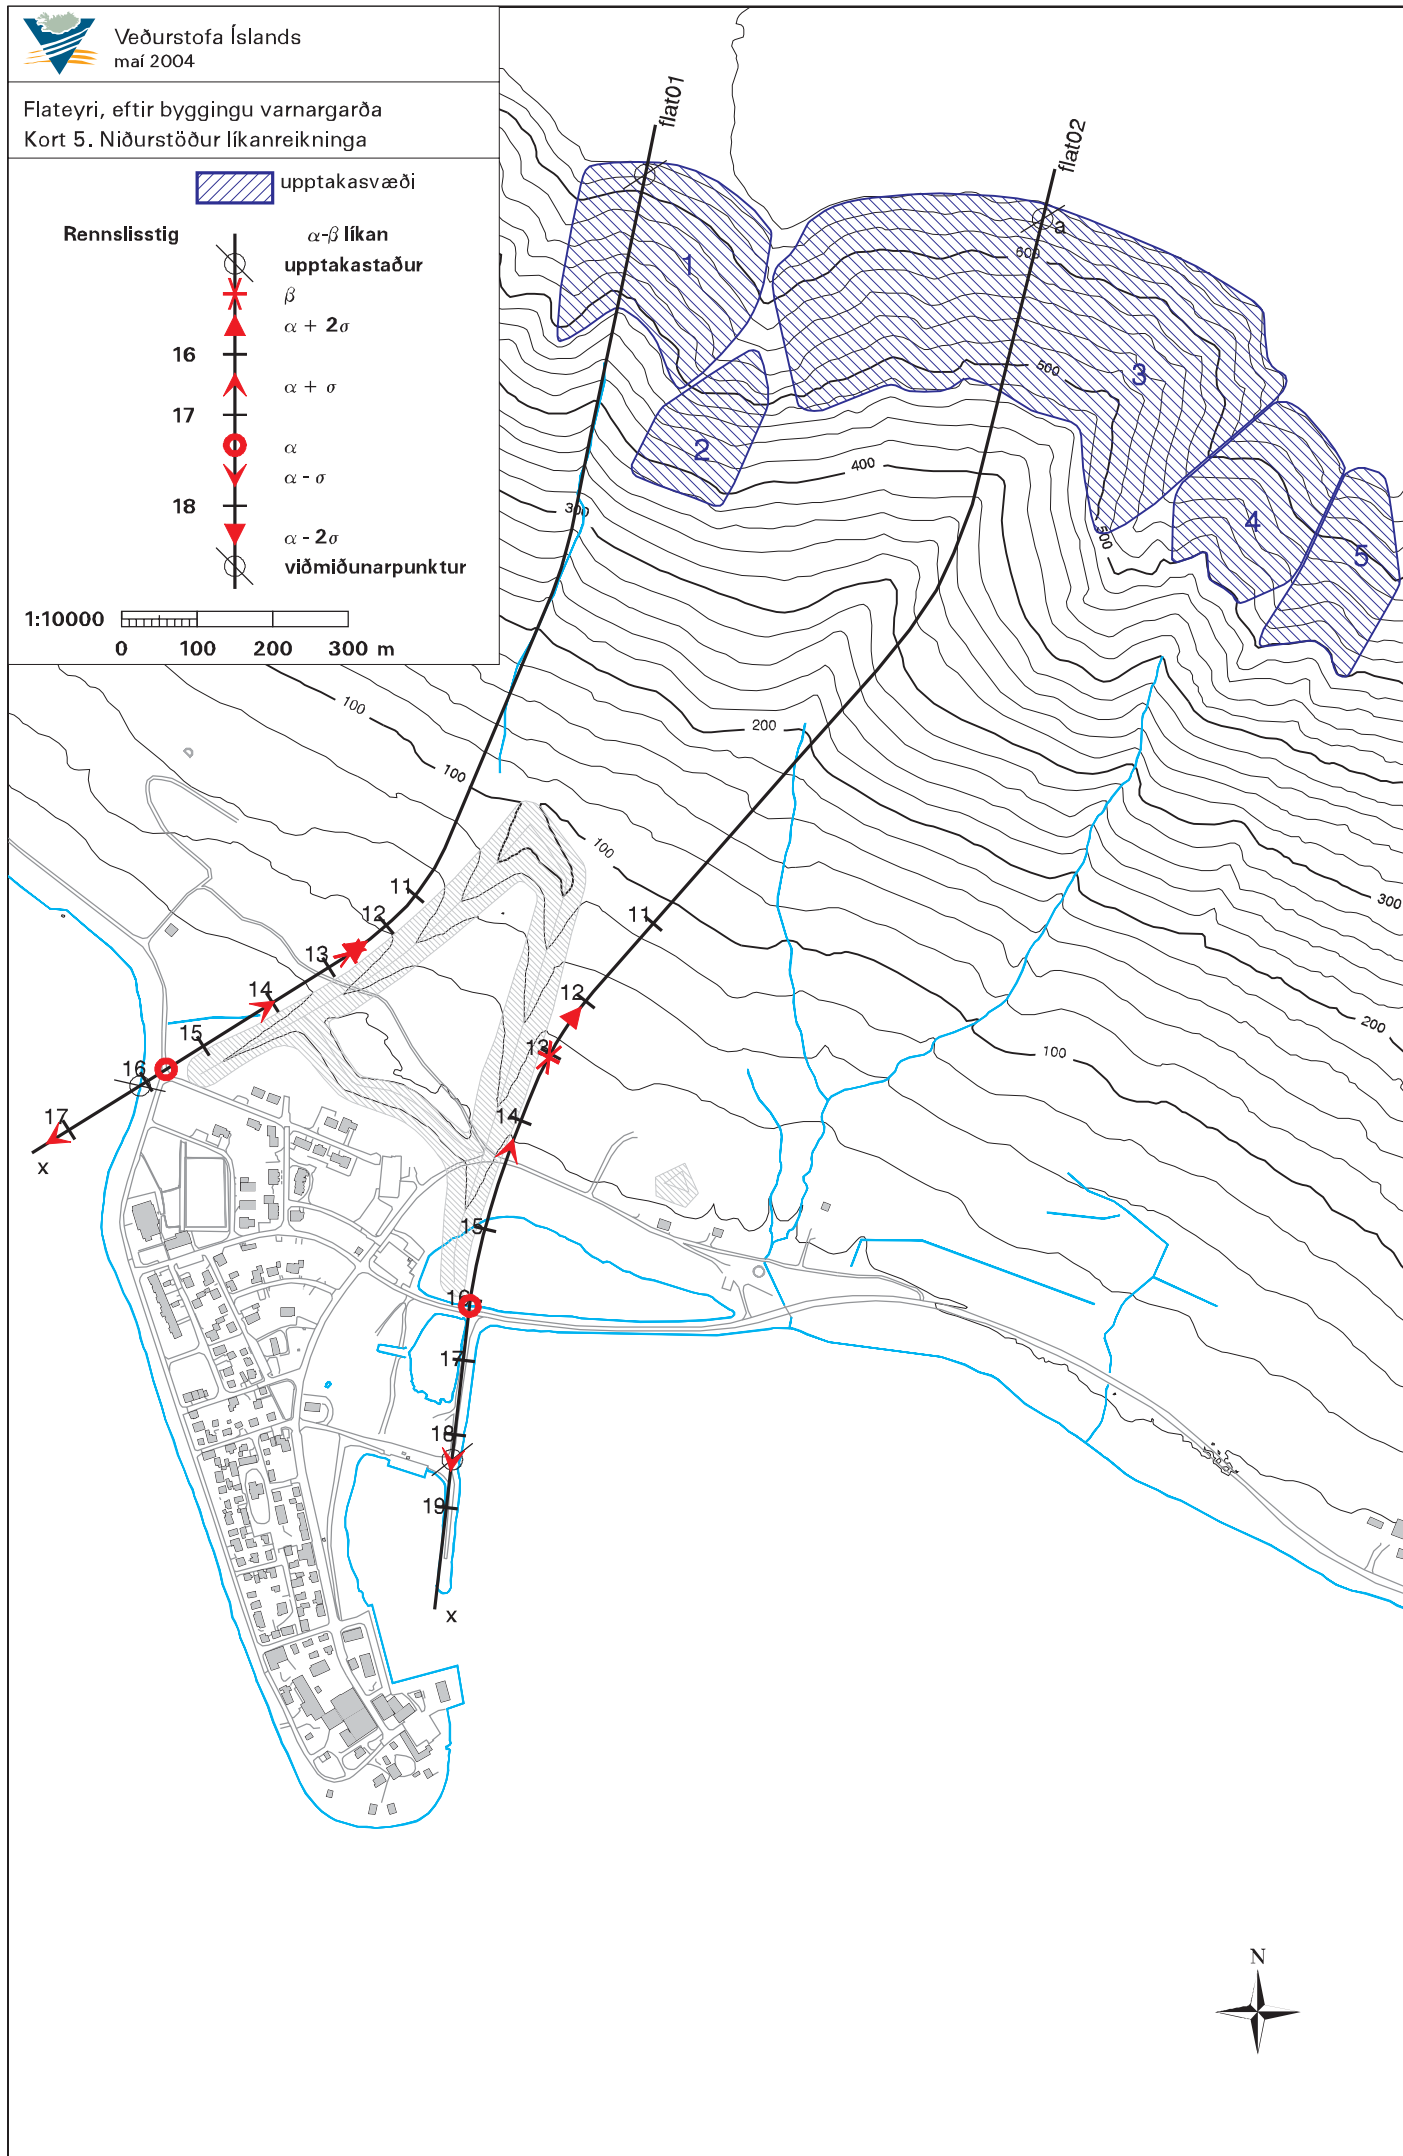 Veðurstofa Íslands
maí 2004
Flateyri, eftir byggingu varnargarða
Kort 5. Niðurstöður líkanreikninga
upptakasvæði
Rennslisstig
α-β líkan
upptakastaður
β
α + 2σ
16
α + σ
17
α
α - σ
18
α - 2σ
viðmiðunarpunktur
1:10000
0 100 200 300 m
flat01
flat02
a
600
1
3
500
2
400
4
500
5
300
100
200
100
100
300
11
11
12
13
12
14
200
15
13
100
16
14
17
x
15
16
17
18
19
x
N